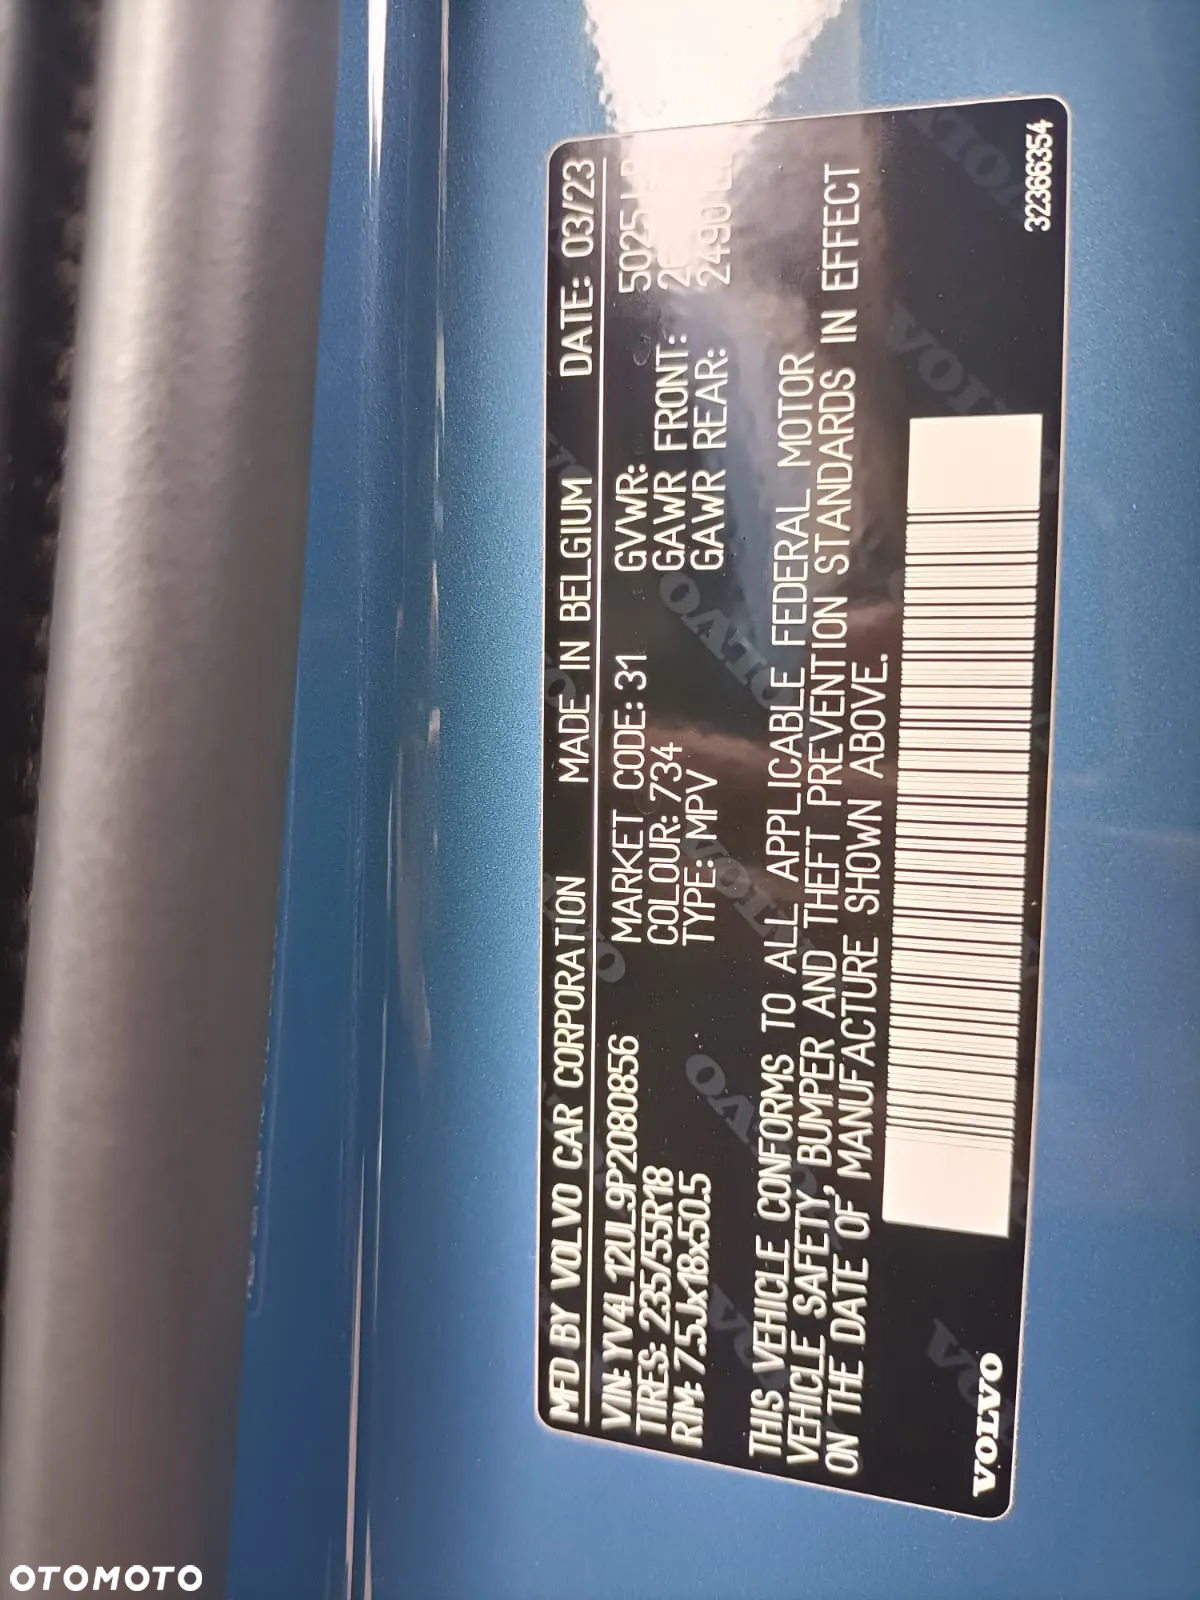 MFD BY VOLVO CAR CORPORATION MADE IN BELGIUM DATE: 03/23
VIN: YV4L12UL9P2080856 MARKET CODE: 31 GVWR: 5025
TIRES: 235/55R18 COLOUR: 734 GAWR FRONT:
RIM: 7.5Jx18x50.5 TYPE: MPV GAWR REAR: 2490
THIS VEHICLE CONFORMS TO ALL APPLICABLE FEDERAL MOTOR
VEHICLE SAFETY, BUMPER AND THEFT PREVENTION STANDARDS IN EFFECT
ON THE DATE OF MANUFACTURE SHOWN ABOVE.
VOLVO
32366354
OTOMOTO